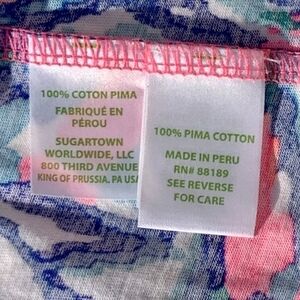 100% COTON PIMA
FABRIQUÉ EN
PÉROU
SUGARTOWN
WORLDWIDE, LLC
800 THIRD AVENUE
KING OF PRUSSIA, PA USA
100% PIMA COTTON
MADE IN PERU
RN# 88189
SEE REVERSE
FOR CARE